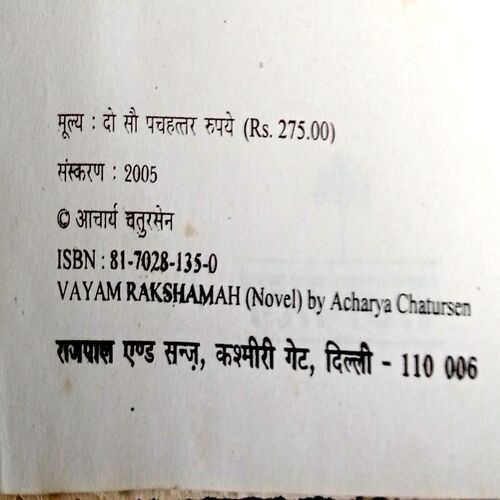 मूल्य : दो सौ पचहत्तर रुपये (Rs. 275.00)
संस्करण : 2005
© आचार्य चतुरसेन
ISBN : 81-7028-135-0
VAYAM RAKSHAMAH (Novel) by Acharya Chatursen
राजपाल एण्ड सन्ज़, कश्मीरी गेट, दिल्ली - 110 006